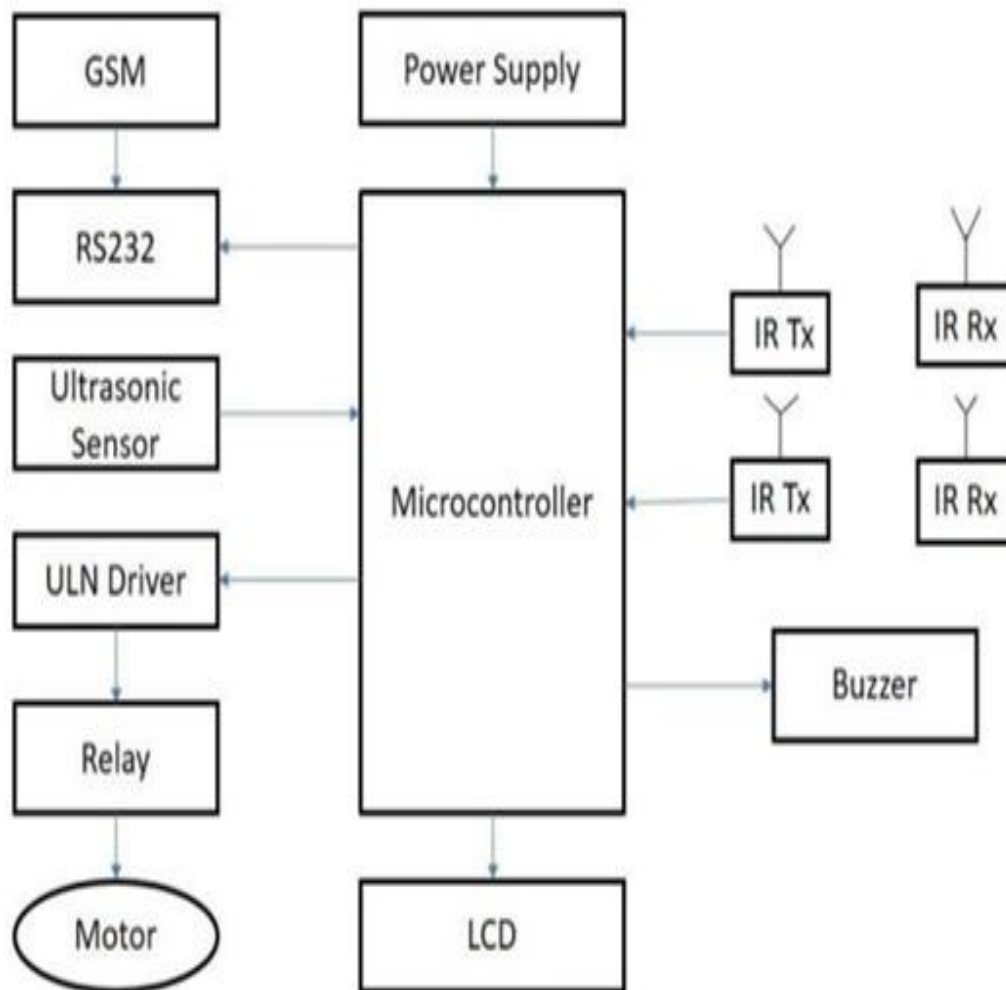 GSM
Power Supply
RS232
IR Tx
IR Rx
Ultrasonic
Sensor
Microcontroller
IR Tx
IR Rx
ULN Driver
Buzzer
Relay
Motor
LCD